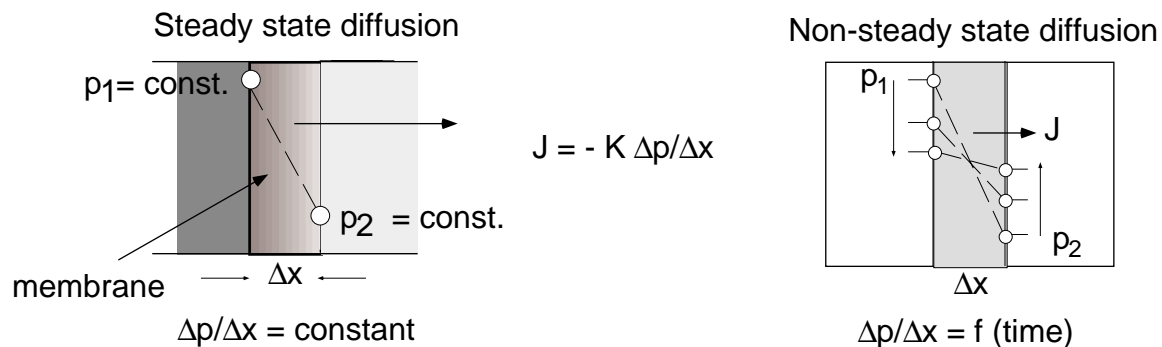 Steady state diffusion
p1= const.
p2 = const.
membrane
Δx
Δp/Δx = constant
J = - K Δp/Δx
Non-steady state diffusion
p1
J
p2
Δx
Δp/Δx = f (time)